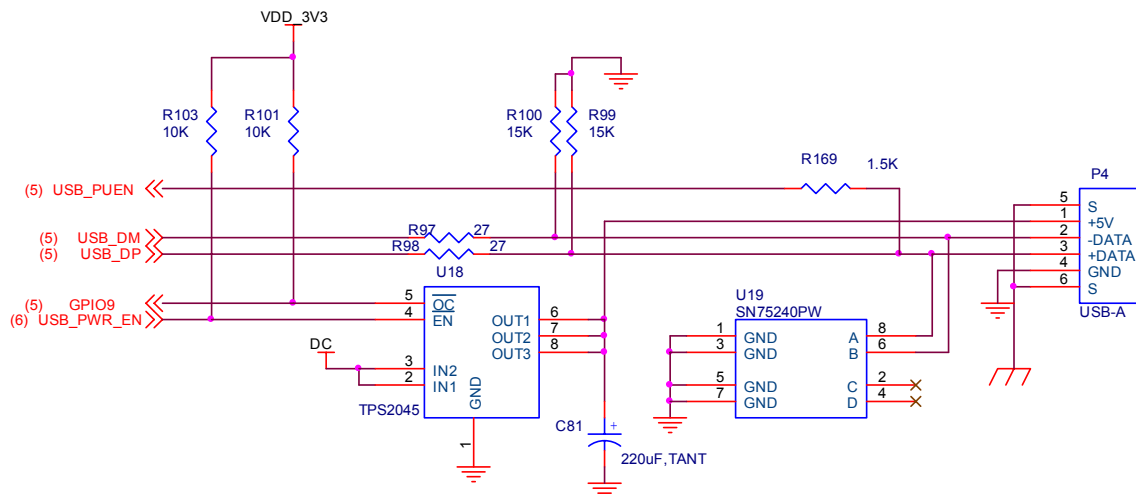 VDD_3V3
R103
10K
R101
10K
R100
15K
R99
15K
R169
1.5K
P4
(5) USB_PUEN
5 S
1 +5V
(5) USB_DM
R97
27
2 -DATA
(5) USB_DP
R98
27
3 +DATA
4 GND
6 S
USB-A
U18
(5) GPIO9
5 OC
(6) USB_PWR_EN
4 EN
OUT1 6
OUT2 7
OUT3 8
DC
3 IN2
2 IN1
GND
1
TPS2045
U19
SN75240PW
1 GND A 8
3 GND B 6
5 GND C 2
7 GND D 4
C81
+
220uF,TANT